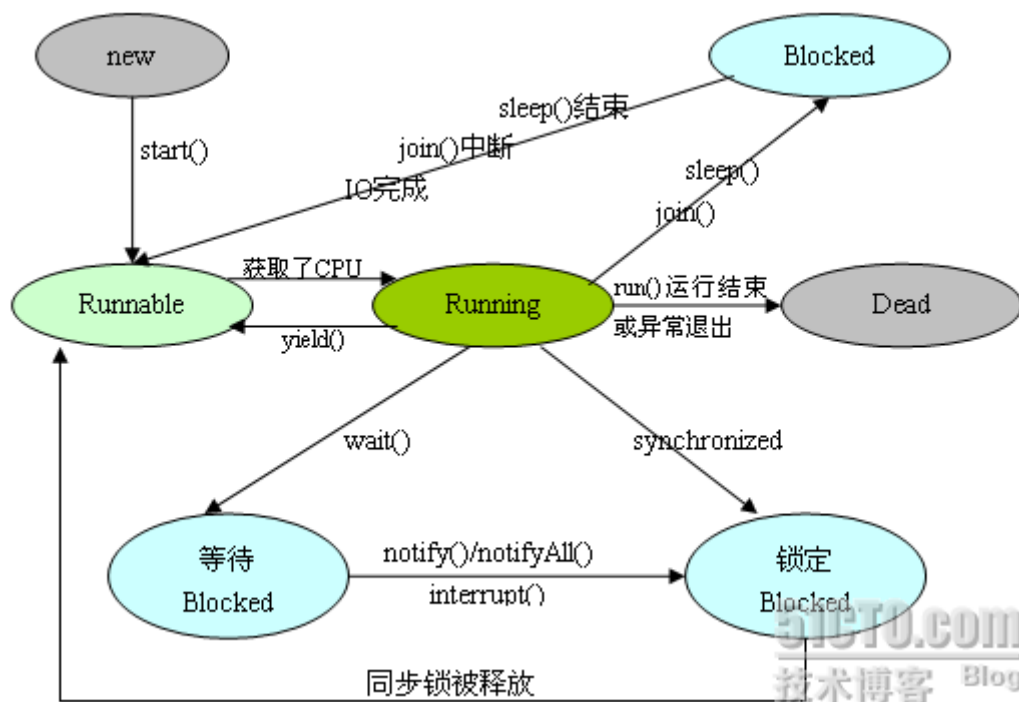 new
Blocked
start()
sleep()结束
join()中断
IO完成
sleep()
join()
获取了CPU
Runnable
Running
run()运行结束
或异常退出
Dead
yield()
wait()
synchronized
等待
Blocked
notify()/notifyAll()
interrupt()
锁定
Blocked
51CTO.com
技术博客 Blog
同步锁被释放